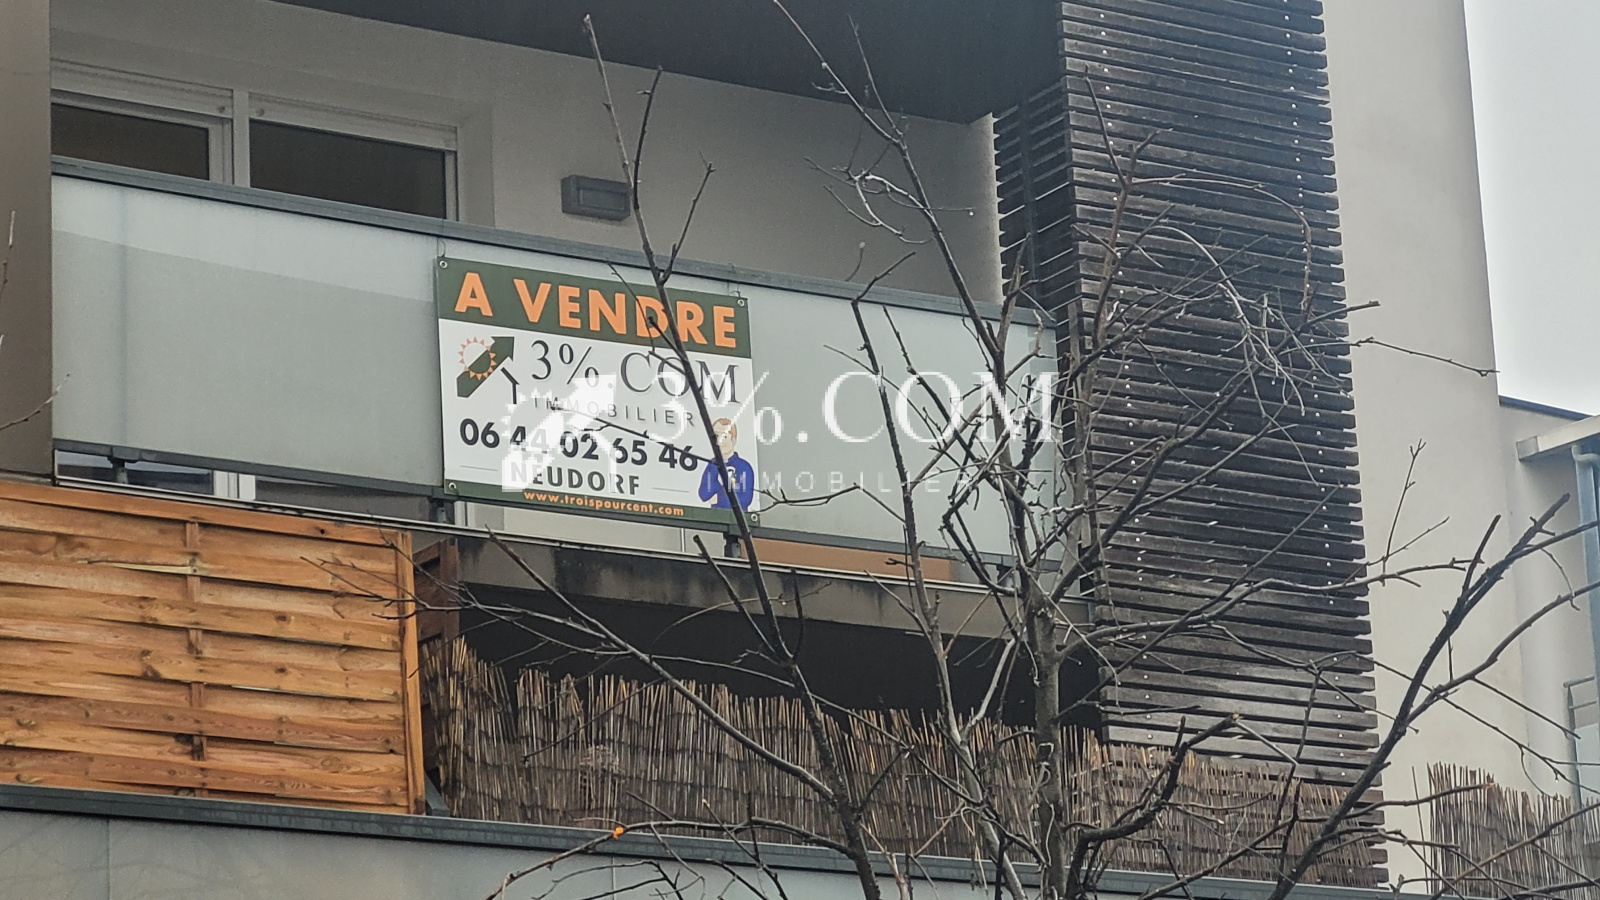 A VENDRE
3%.COM
IMMOBILIER
06 44 02 65 46
NEUDORF
www.troispourcent.com
3%.COM
IMMOBILIER